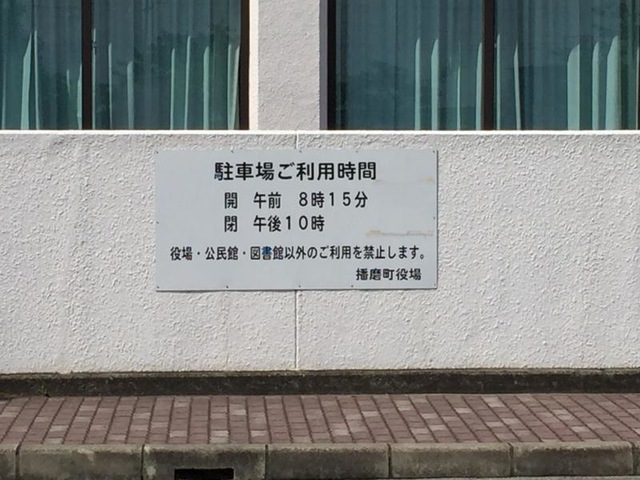 駐車場ご利用時間
開　午前　８時１５分
閉　午後１０時
役場・公民館・図書館以外のご利用を禁止します。
播磨町役場